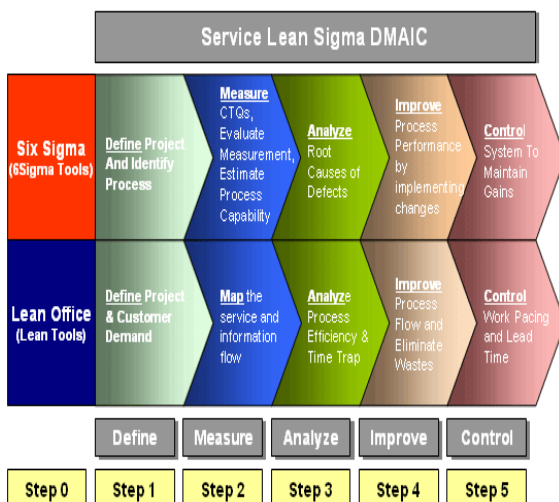 Service Lean Sigma DMAIC
Six Sigma
(6Sigma Tools)
Define Project
And Identify
Process
Measure
CTQs,
Evaluate
Measurement,
Estimate
Process
Capability
Analyze
Root
Causes of
Defects
Improve
Process
Performance
by
implementing
changes
Control
System To
Maintain
Gains
Lean Office
(Lean Tools)
Define Project
& Customer
Demand
Map the
service and
information
flow
Analyze
Process
Efficiency &
Time Trap
Improve
Process
Flow and
Eliminate
Wastes
Control
Work Pacing
and Lead
Time
Define
Measure
Analyze
Improve
Control
Step 0
Step 1
Step 2
Step 3
Step 4
Step 5